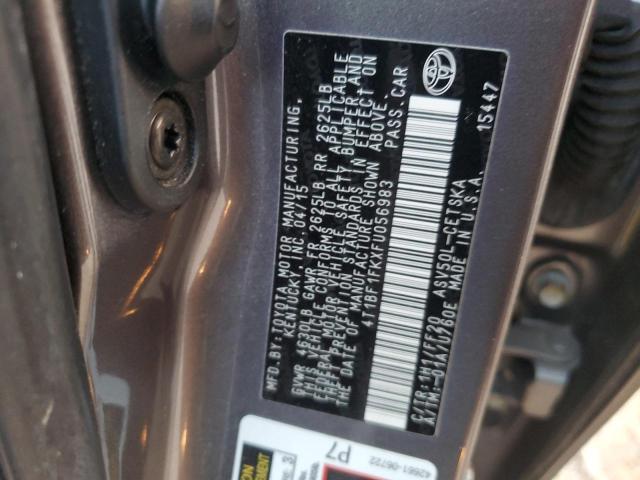 MFD.BY: TOYOTA MOTOR MANUFACTURING,
KENTUCKY, INC. 04/15
GVWR 4630LB GAWR FR 2625LB RR 2625LB
THIS VEHICLE CONFORMS TO ALL APPLICABLE
FEDERAL MOTOR VEHICLE SAFETY, BUMPER, AND
THEFT PREVENTION STANDARDS IN EFFECT ON
THE DATE OF MANUFACTURE SHOWN ABOVE.
4T1BF1FKXFU056983 PASS.CAR
C/TR: 1H1/FF20 ASV50L-CETSKA
A/TM: -01A/U760E MADE IN U.S.A.
15447
P7
42661-06722